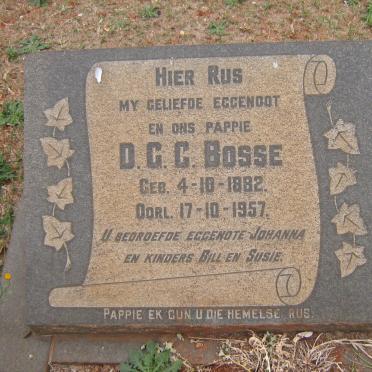 HIER RUS
MY GELIEFDE EGGENOOT
EN ONS PAPPIE
D.G.C. BOSSE
GEB. 4-10-1882.
OORL. 17-10-1957.
U BEDROEFDE EGGENOTE JOHANNA
EN KINDERS BILL EN SUSIE.
PAPPIE EK GUN U DIE HEMELSE RUS.